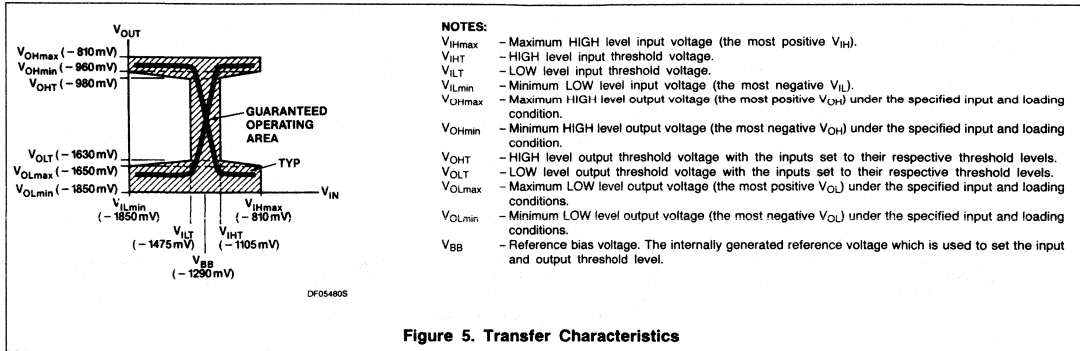 VOUT
VOHmax (– 810mV)
VOHmin (– 960mV)
VOHT (– 980mV)
GUARANTEED
OPERATING
AREA
TYP
VOLT (– 1630mV)
VOLmax (– 1650mV)
VOLmin (– 1850mV)
VIN
VILmin
(– 1850mV)
VIHmax
(– 810mV)
VILT
(– 1475mV)
VIHT
(– 1105mV)
VBB
(– 1290mV)
DF05480S
NOTES:
VIHmax – Maximum HIGH level input voltage (the most positive VIH).
VIHT – HIGH level input threshold voltage.
VILT – LOW level input threshold voltage.
VILmin – Minimum LOW level input voltage (the most negative VIL).
VOHmax – Maximum HIGH level output voltage (the most positive VOH) under the specified input and loading
condition.
VOHmin – Minimum HIGH level output voltage (the most negative VOH) under the specified input and loading
condition.
VOHT – HIGH level output threshold voltage with the inputs set to their respective threshold levels.
VOLT – LOW level output threshold voltage with the inputs set to their respective threshold levels.
VOLmax – Maximum LOW level output voltage (the most positive VOL) under the specified input and loading
conditions.
VOLmin – Minimum LOW level output voltage (the most negative VOL) under the specified input and loading
conditions.
VBB – Reference bias voltage. The internally generated reference voltage which is used to set the input
and output threshold level.
Figure 5. Transfer Characteristics